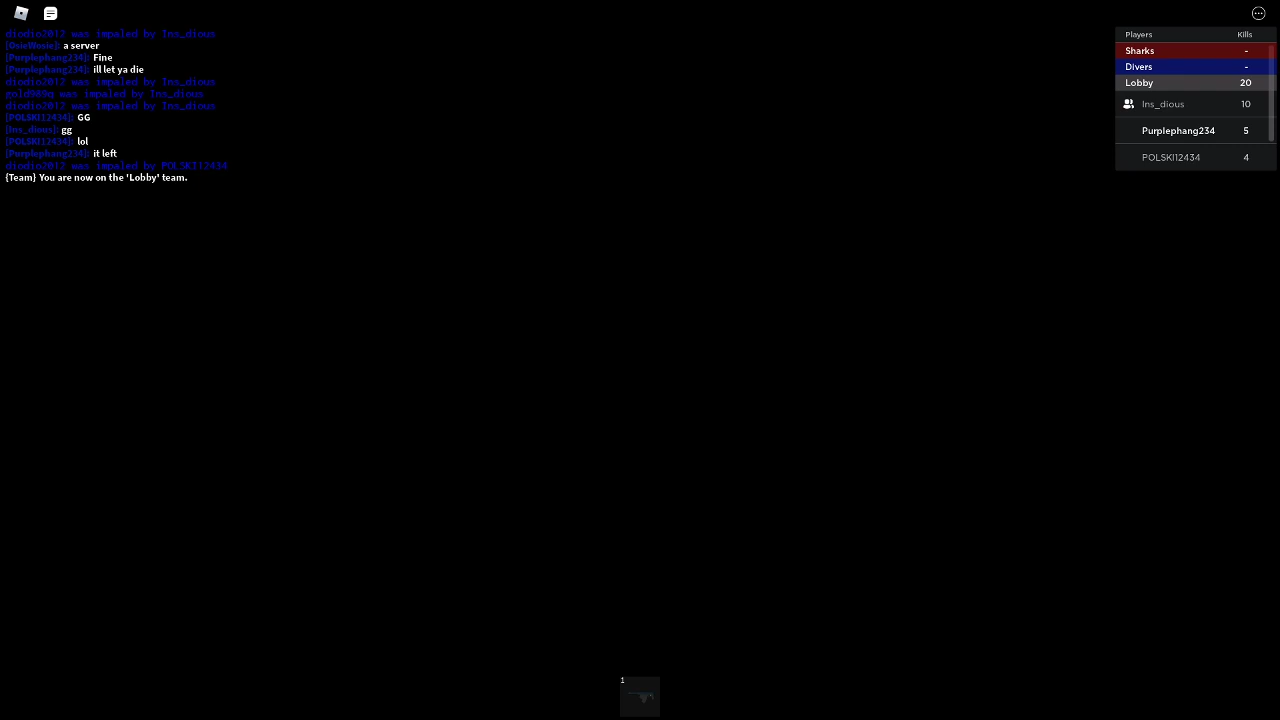 diodio2012 was impaled by Ins_dious
[OsieWosie]: a server
[Purplephang234]: Fine
[Purplephang234]: ill let ya die
diodio2012 was impaled by Ins_dious
gold989q was impaled by Ins_dious
diodio2012 was impaled by Ins_dious
[POLSKI12434]: GG
[Ins_dious]: gg
[POLSKI12434]: lol
[Purplephang234]: it left
diodio2012 was impaled by POLSKI12434
{Team} You are now on the 'Lobby' team.
Players Kills
Sharks -
Divers -
Lobby 20
Ins_dious 10
Purplephang234 5
POLSKI12434 4
1